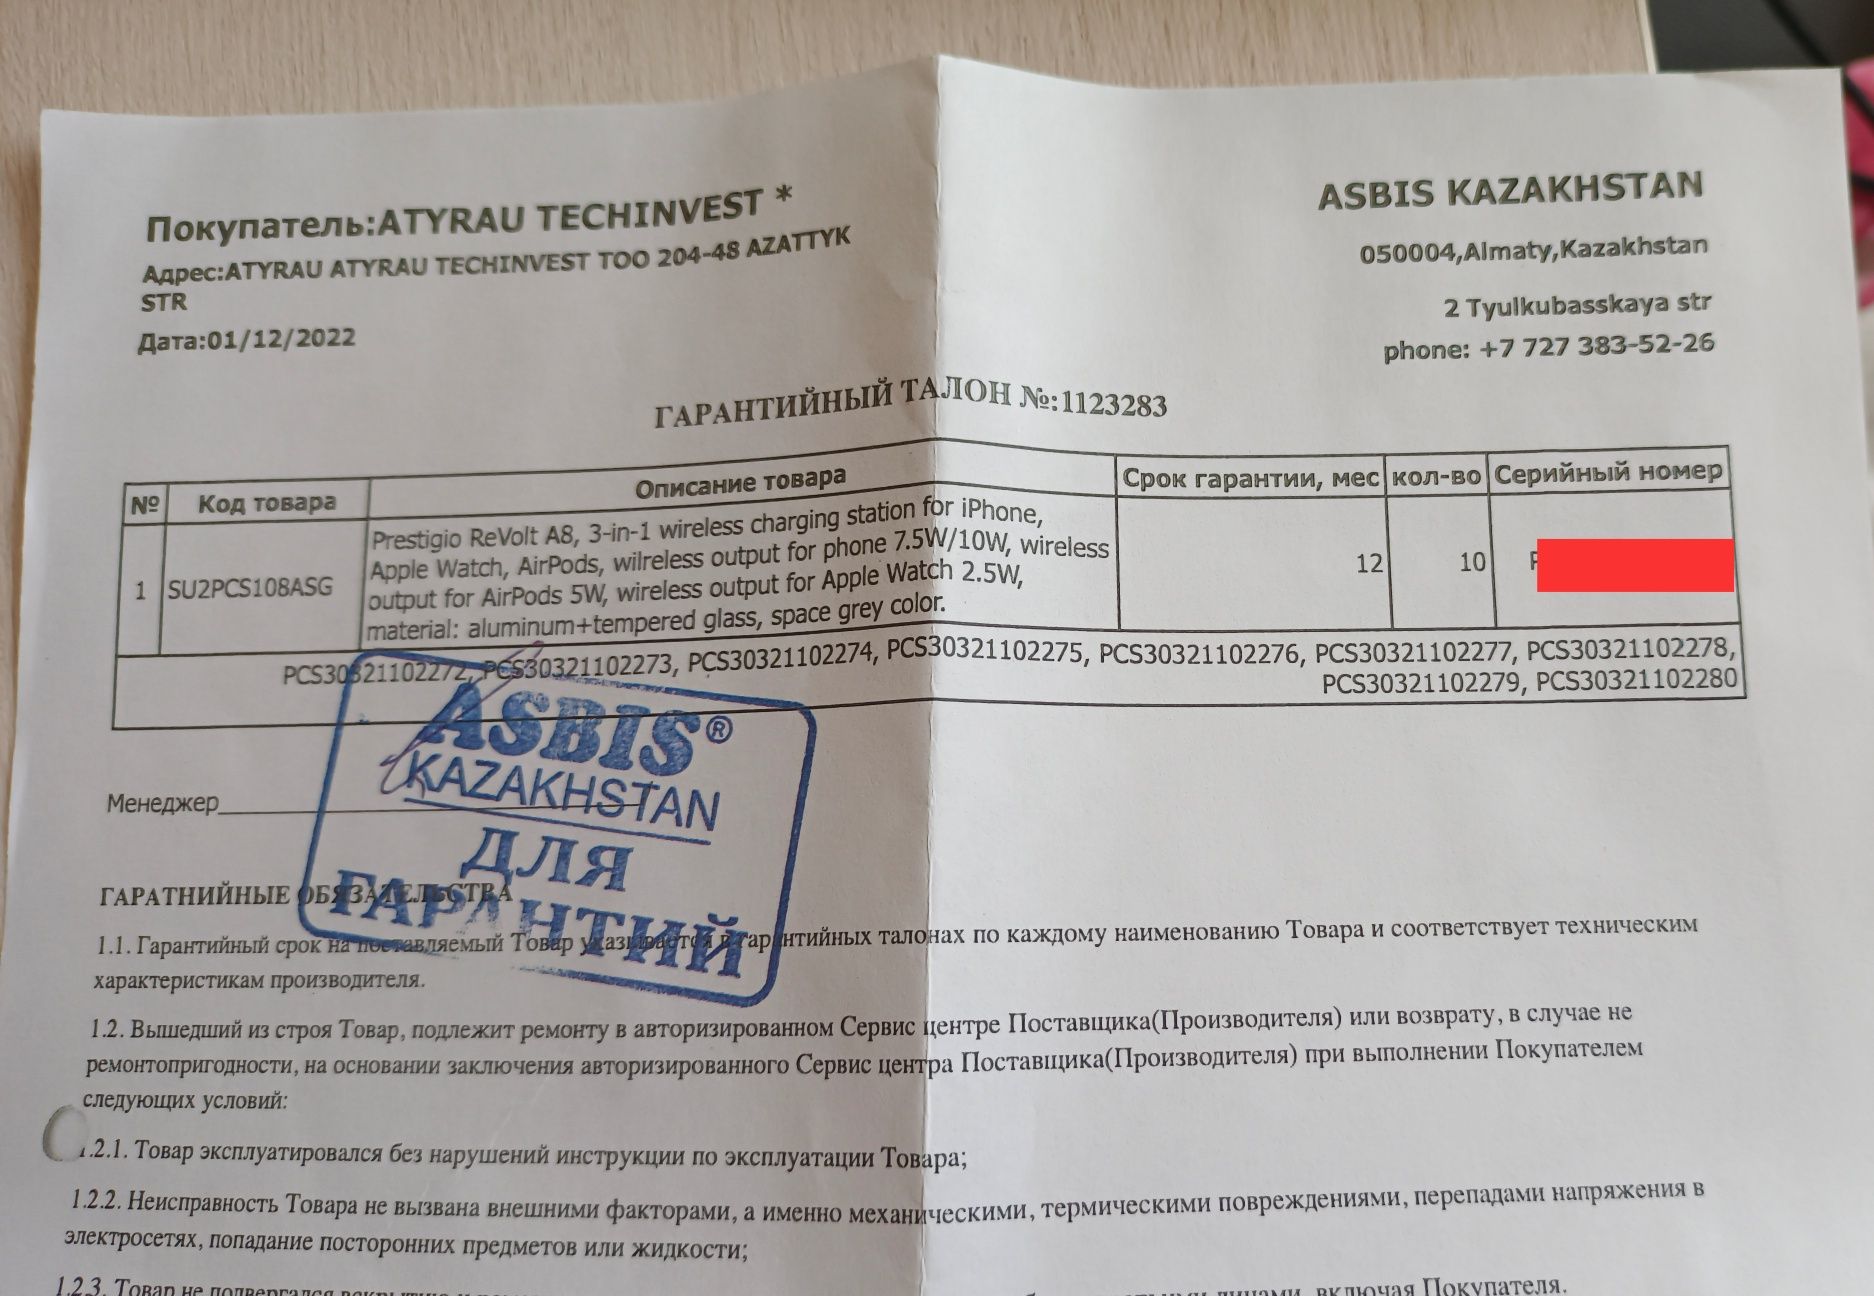 Покупатель:ATYRAU TECHINVEST *
Адрес:ATYRAU ATYRAU TECHINVEST ТОО 204-48 AZATTYK
STR
Дата:01/12/2022
ASBIS KAZAKHSTAN
050004,Almaty,Kazakhstan
2 Tyulkubasskaya str
phone: +7 727 383-52-26
ГАРАНТИЙНЫЙ ТАЛОН №:1123283
№ Код товара Описание товара Срок гарантии, мес кол-во Серийный номер
1 SU2PCS108ASG Prestigio ReVolt A8, 3-in-1 wireless charging station for iPhone,
Apple Watch, AirPods, wilreless output for phone 7.5W/10W, wireless
output for AirPods 5W, wireless output for Apple Watch 2.5W,
material: aluminum+tempered glass, space grey color.
12 10
PCS30321102272, PCS30321102273, PCS30321102274, PCS30321102275, PCS30321102276, PCS30321102277, PCS30321102278,
PCS30321102279, PCS30321102280
ASBIS®
KAZAKHSTAN
ДЛЯ
ГАРАНТИЙ
Менеджер
ГАРАТНИЙНЫЕ ОБЯЗАТЕЛЬСТВА
1.1. Гарантийный срок на поставляемый Товар указывается в гарантийных талонах по каждому наименованию Товара и соответствует техническим
характеристикам производителя.
1.2. Вышедший из строя Товар, подлежит ремонту в авторизированном Сервис центре Поставщика(Производителя) или возврату, в случае не
ремонтопригодности, на основании заключения авторизированного Сервис центра Поставщика(Производителя) при выполнении Покупателем
следующих условий:
1.2.1. Товар эксплуатировался без нарушений инструкции по эксплуатации Товара;
1.2.2. Неисправность Товара не вызвана внешними факторами, а именно механическими, термическими повреждениями, перепадами напряжения в
электросетях, попадание посторонних предметов или жидкости;
1.2.3. Товар не подвергался включая Покупателя.